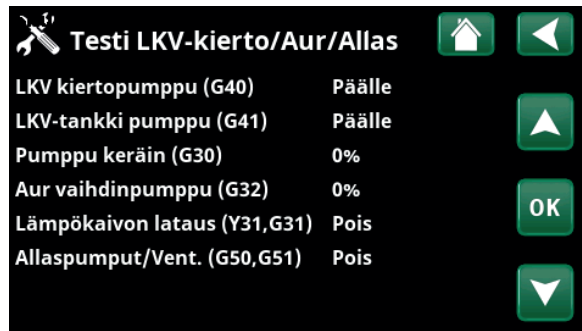 Testi LKV-kierto/Aur/Allas
LKV kiertopumppu (G40) Päälle
LKV-tankki pumppu (G41) Päälle
Pumppu keräin (G30) 0%
Aur vaihdinpumppu (G32) 0%
Lämpökaivon lataus (Y31,G31) Pois
Allaspumput/Vent. (G50,G51) Pois
OK